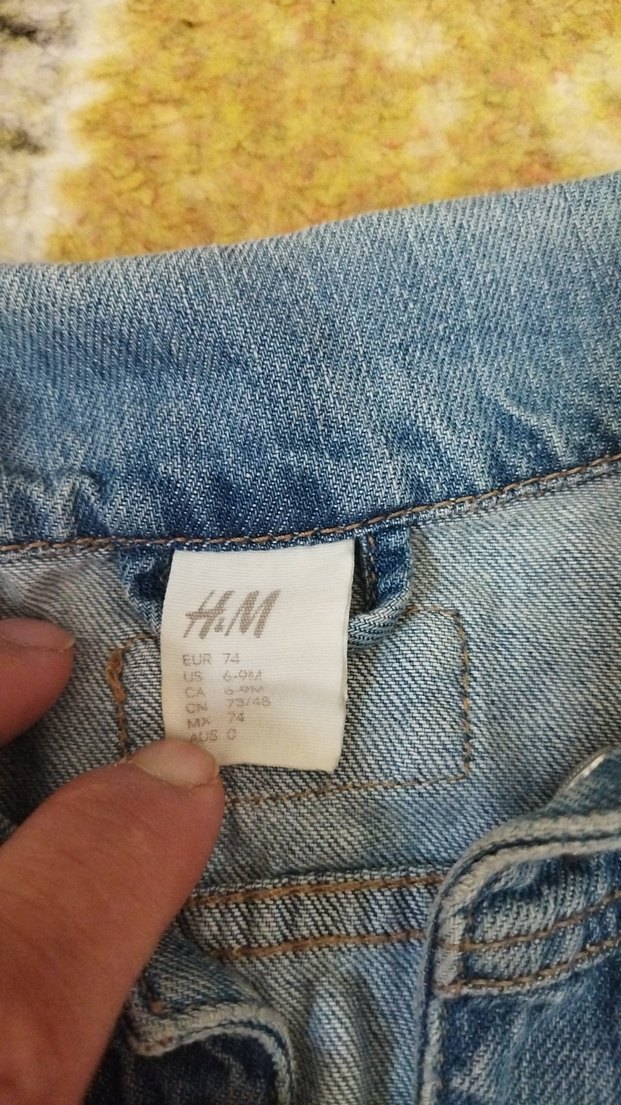 H&M
EUR 74
US 6-9M
CA 6-9M
CN 73/48
MX 74
AUS 0